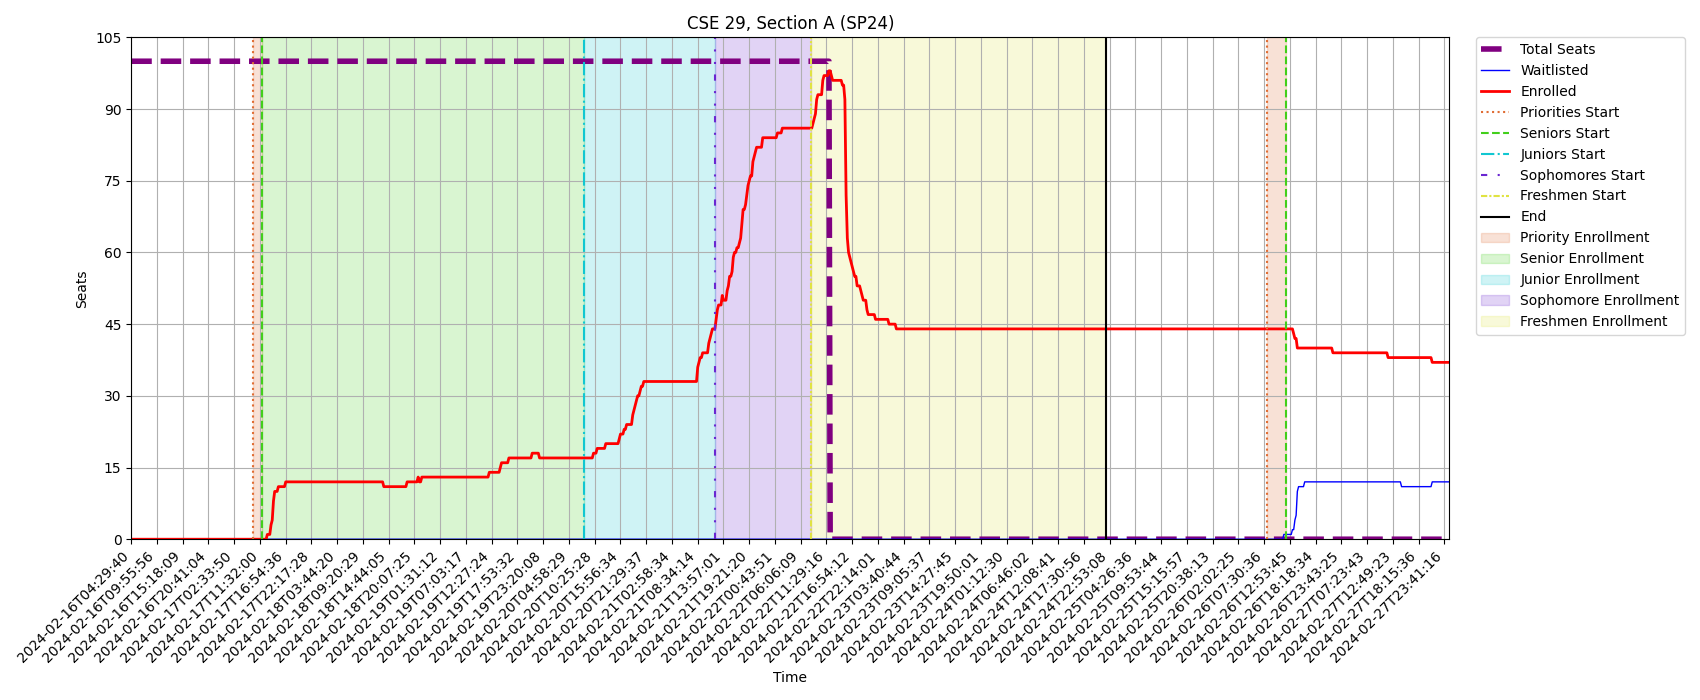 CSE 29, Section A (SP24)
105
90
75
60
45
30
15
0
Seats
2024-02-16T04:29:40
2024-02-16T09:55:56
2024-02-16T15:18:09
2024-02-16T20:41:04
2024-02-17T02:33:50
2024-02-17T11:32:00
2024-02-17T16:54:36
2024-02-17T22:17:28
2024-02-18T03:44:20
2024-02-18T09:20:29
2024-02-18T14:44:05
2024-02-18T20:07:25
2024-02-19T01:31:12
2024-02-19T07:03:17
2024-02-19T12:27:24
2024-02-19T17:53:32
2024-02-19T23:20:08
2024-02-20T04:58:29
2024-02-20T10:25:28
2024-02-20T15:56:34
2024-02-20T21:29:37
2024-02-21T02:58:34
2024-02-21T08:34:14
2024-02-21T13:57:01
2024-02-21T19:21:20
2024-02-22T00:43:51
2024-02-22T06:06:09
2024-02-22T11:29:16
2024-02-22T16:54:12
2024-02-22T22:14:01
2024-02-23T03:40:44
2024-02-23T09:05:37
2024-02-23T14:27:45
2024-02-23T19:50:01
2024-02-24T01:12:30
2024-02-24T06:46:02
2024-02-24T12:08:41
2024-02-24T17:30:56
2024-02-24T22:53:08
2024-02-25T04:26:36
2024-02-25T09:53:44
2024-02-25T15:15:57
2024-02-25T20:38:13
2024-02-26T02:02:25
2024-02-26T07:30:36
2024-02-26T12:53:45
2024-02-26T18:18:34
2024-02-26T23:43:25
2024-02-27T07:23:43
2024-02-27T12:49:23
2024-02-27T18:15:36
2024-02-27T23:41:16
Time
Total Seats
Waitlisted
Enrolled
Priorities Start
Seniors Start
Juniors Start
Sophomores Start
Freshmen Start
End
Priority Enrollment
Senior Enrollment
Junior Enrollment
Sophomore Enrollment
Freshmen Enrollment